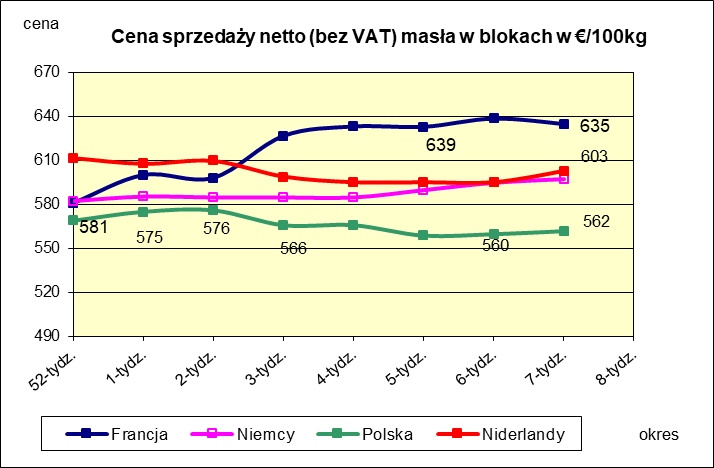 cena
Cena sprzedaży netto (bez VAT) masła w blokach w €/100kg
670
640
610
580
550
520
490
635
639
603
581
575
576
566
560
562
52-tydz.
1-tydz.
2-tydz.
3-tydz.
4-tydz.
5-tydz.
6-tydz.
7-tydz.
8-tydz.
Francja Niemcy Polska Niderlandy
okres